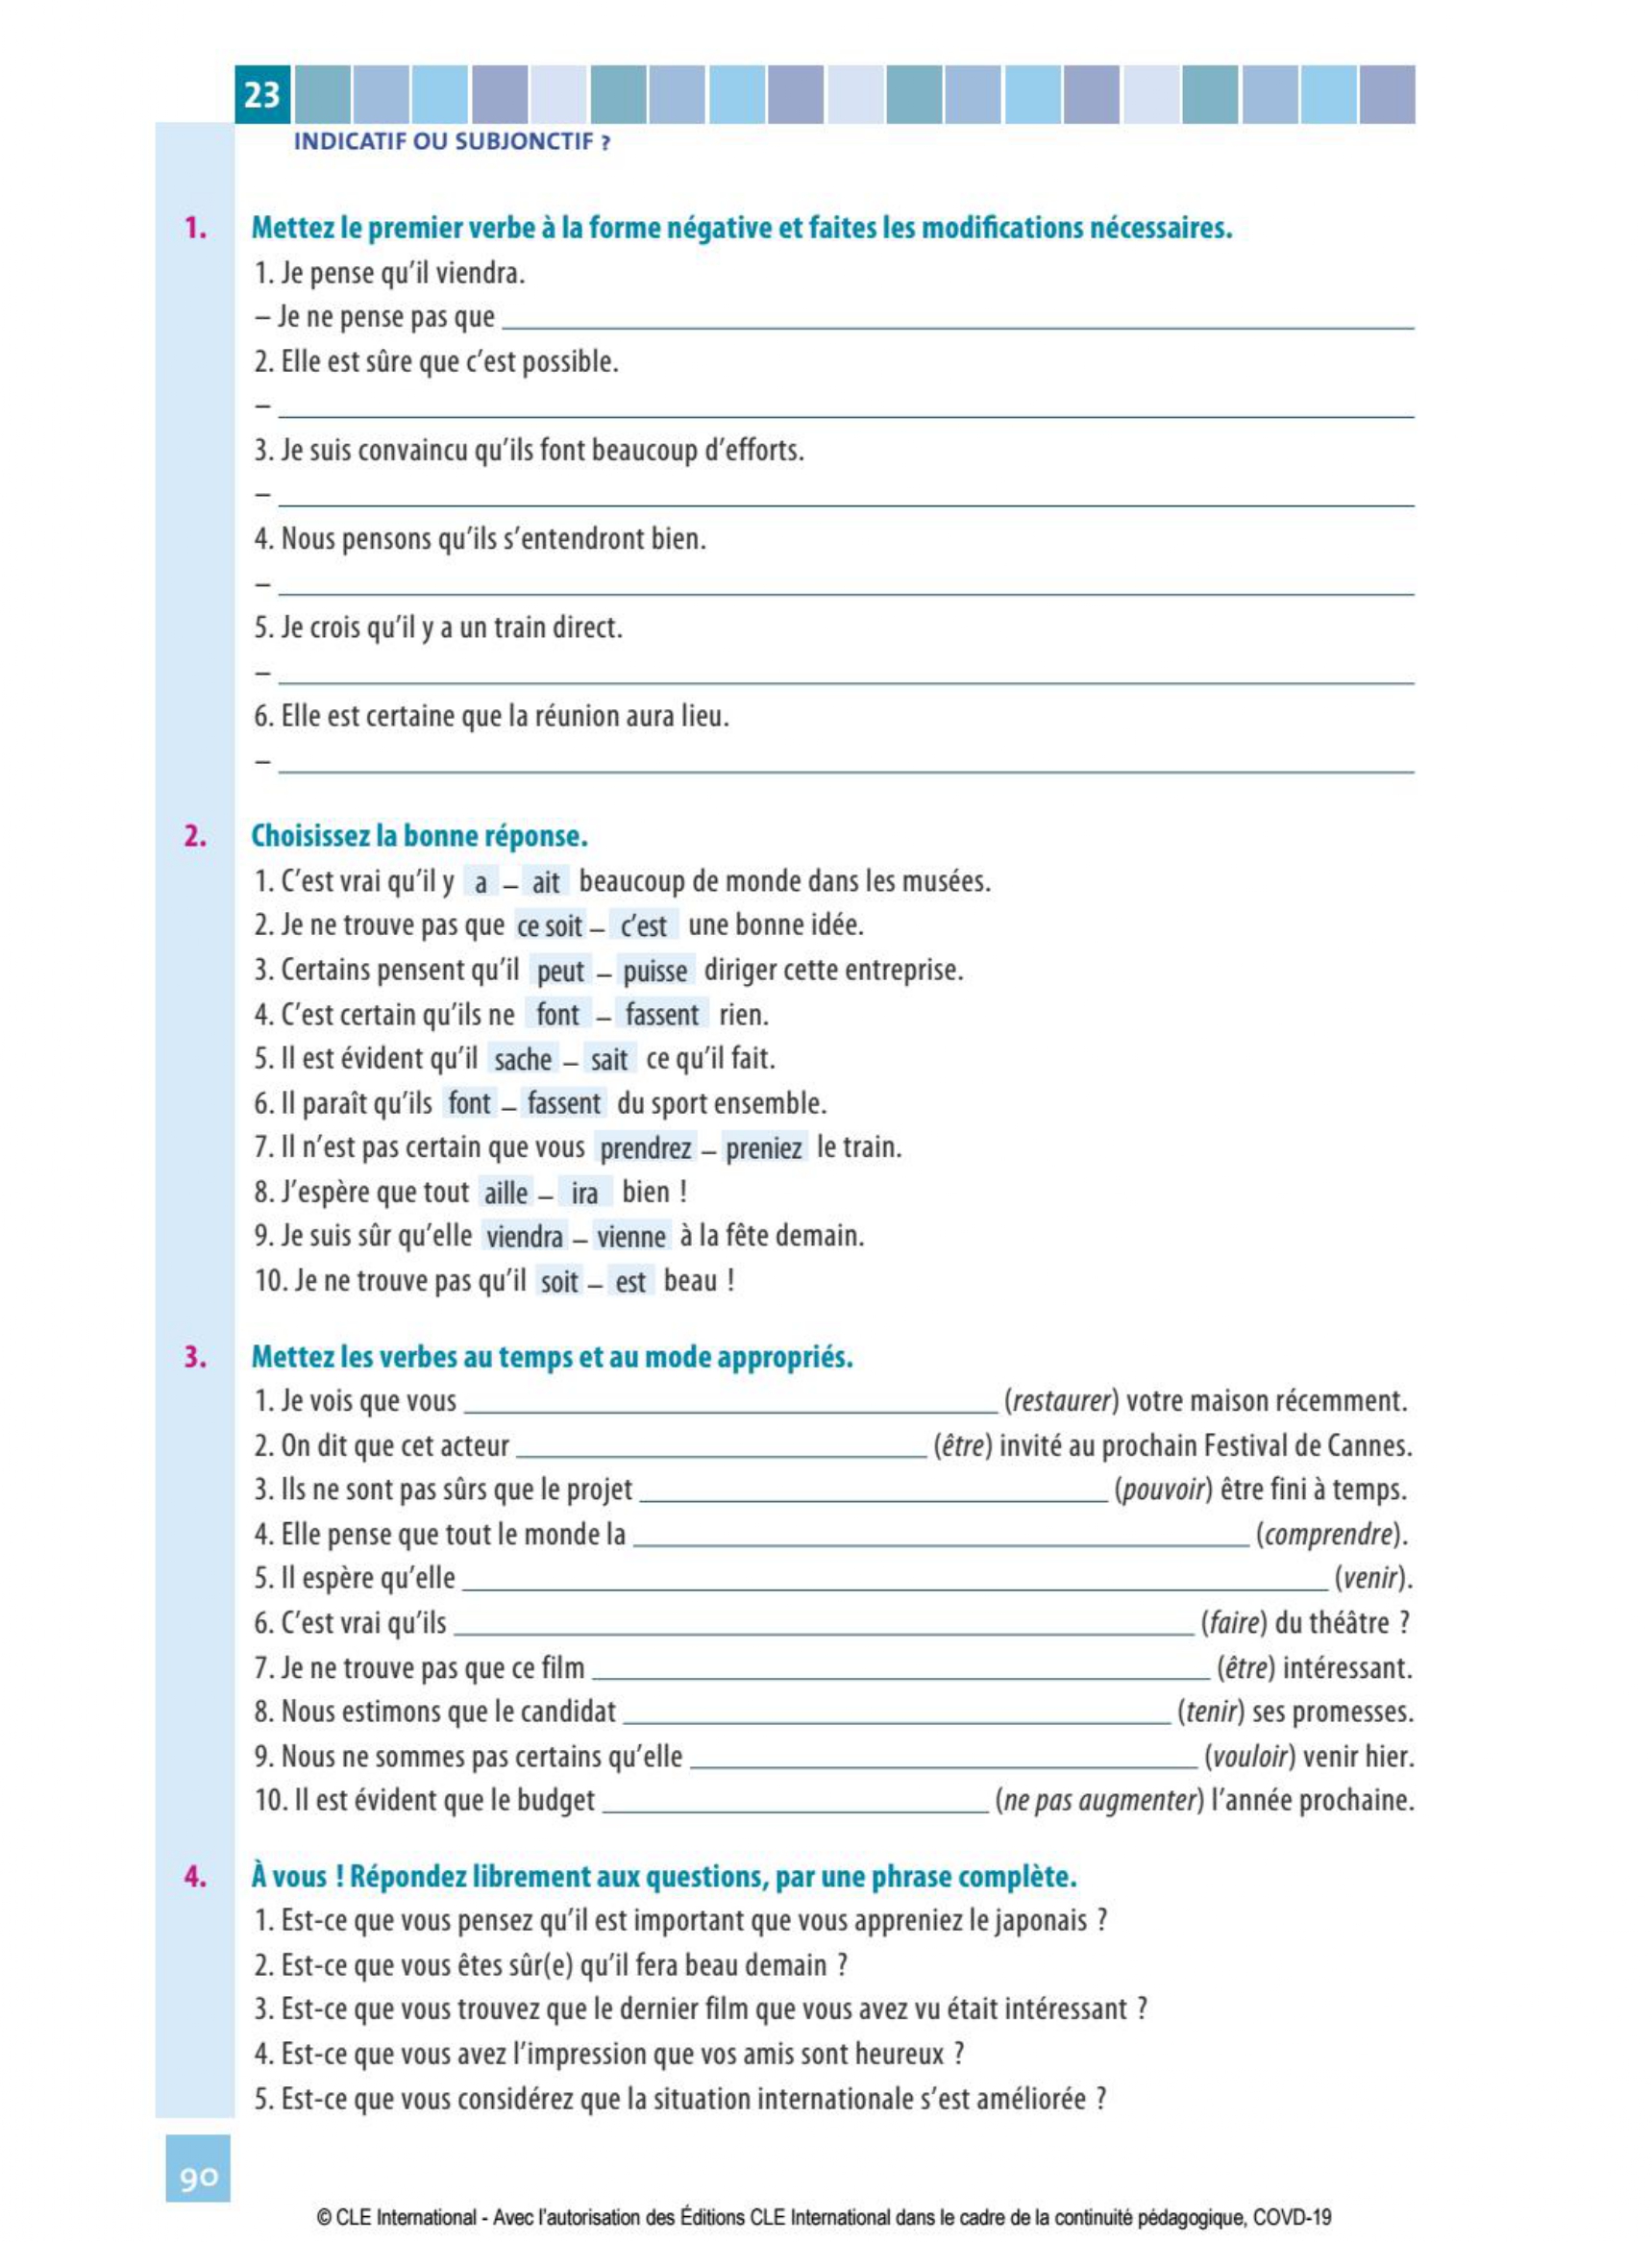 23
INDICATIF OU SUBJONCTIF ?
1. Mettez le premier verbe à la forme négative et faites les modifications nécessaires.
1. Je pense qu'il viendra.
– Je ne pense pas que
2. Elle est sûre que c'est possible.
–
3. Je suis convaincu qu'ils font beaucoup d'efforts.
–
4. Nous pensons qu'ils s'entendront bien.
–
5. Je crois qu'il y a un train direct.
–
6. Elle est certaine que la réunion aura lieu.
–
2. Choisissez la bonne réponse.
1. C'est vrai qu'il y a – ait beaucoup de monde dans les musées.
2. Je ne trouve pas que ce soit – c'est une bonne idée.
3. Certains pensent qu'il peut – puisse diriger cette entreprise.
4. C'est certain qu'ils ne font – fassent rien.
5. Il est évident qu'il sache – sait ce qu'il fait.
6. Il paraît qu'ils font – fassent du sport ensemble.
7. Il n'est pas certain que vous prendrez – preniez le train.
8. J'espère que tout aille – ira bien !
9. Je suis sûr qu'elle viendra – vienne à la fête demain.
10. Je ne trouve pas qu'il soit – est beau !
3. Mettez les verbes au temps et au mode appropriés.
1. Je vois que vous (restaurer) votre maison récemment.
2. On dit que cet acteur (être) invité au prochain Festival de Cannes.
3. Ils ne sont pas sûrs que le projet (pouvoir) être fini à temps.
4. Elle pense que tout le monde la (comprendre).
5. Il espère qu'elle (venir).
6. C'est vrai qu'ils (faire) du théâtre ?
7. Je ne trouve pas que ce film (être) intéressant.
8. Nous estimons que le candidat (tenir) ses promesses.
9. Nous ne sommes pas certains qu'elle (vouloir) venir hier.
10. Il est évident que le budget (ne pas augmenter) l'année prochaine.
4. À vous ! Répondez librement aux questions, par une phrase complète.
1. Est-ce que vous pensez qu'il est important que vous appreniez le japonais ?
2. Est-ce que vous êtes sûr(e) qu'il fera beau demain ?
3. Est-ce que vous trouvez que le dernier film que vous avez vu était intéressant ?
4. Est-ce que vous avez l'impression que vos amis sont heureux ?
5. Est-ce que vous considérez que la situation internationale s'est améliorée ?
90
© CLE International - Avec l'autorisation des Éditions CLE International dans le cadre de la continuité pédagogique, COVD-19